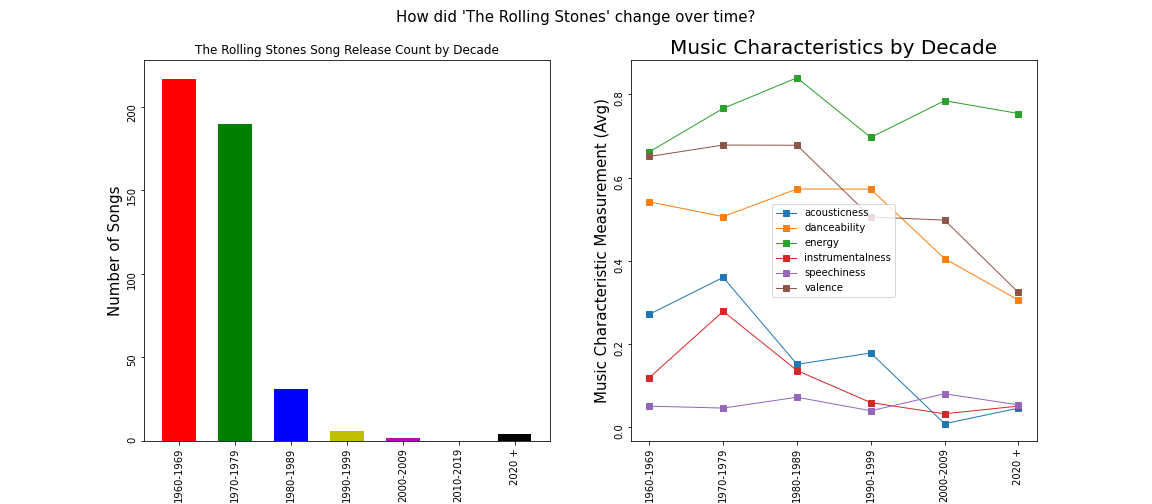 How did 'The Rolling Stones' change over time?
The Rolling Stones Song Release Count by Decade
Number of Songs
0
50
100
150
200
1960-1969
1970-1979
1980-1989
1990-1999
2000-2009
2010-2019
2020 +
Music Characteristics by Decade
Music Characteristic Measurement (Avg)
0.0
0.2
0.4
0.6
0.8
acousticness
danceability
energy
instrumentalness
speechiness
valence
1960-1969
1970-1979
1980-1989
1990-1999
2000-2009
2020 +